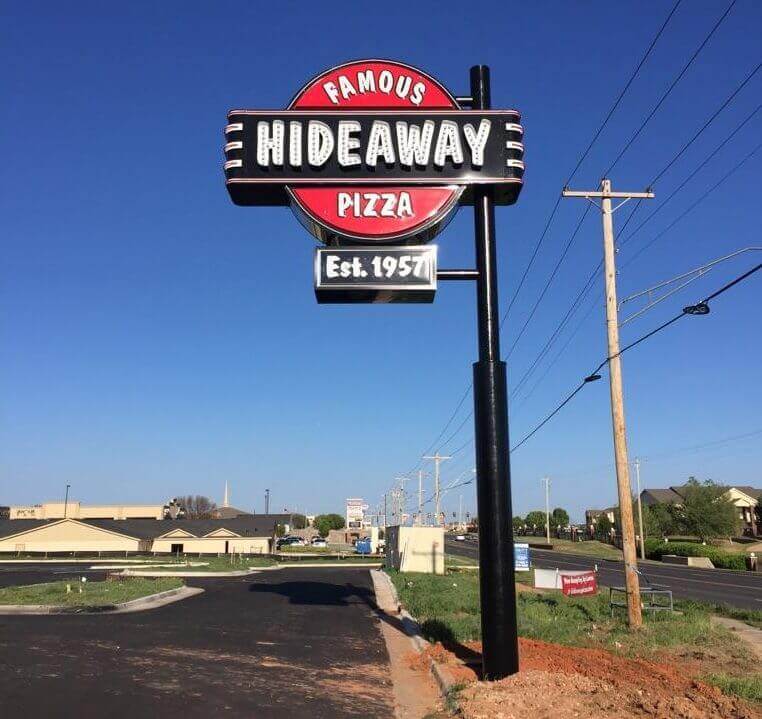 FAMOUS
HIDEAWAY
PIZZA
Est. 1957